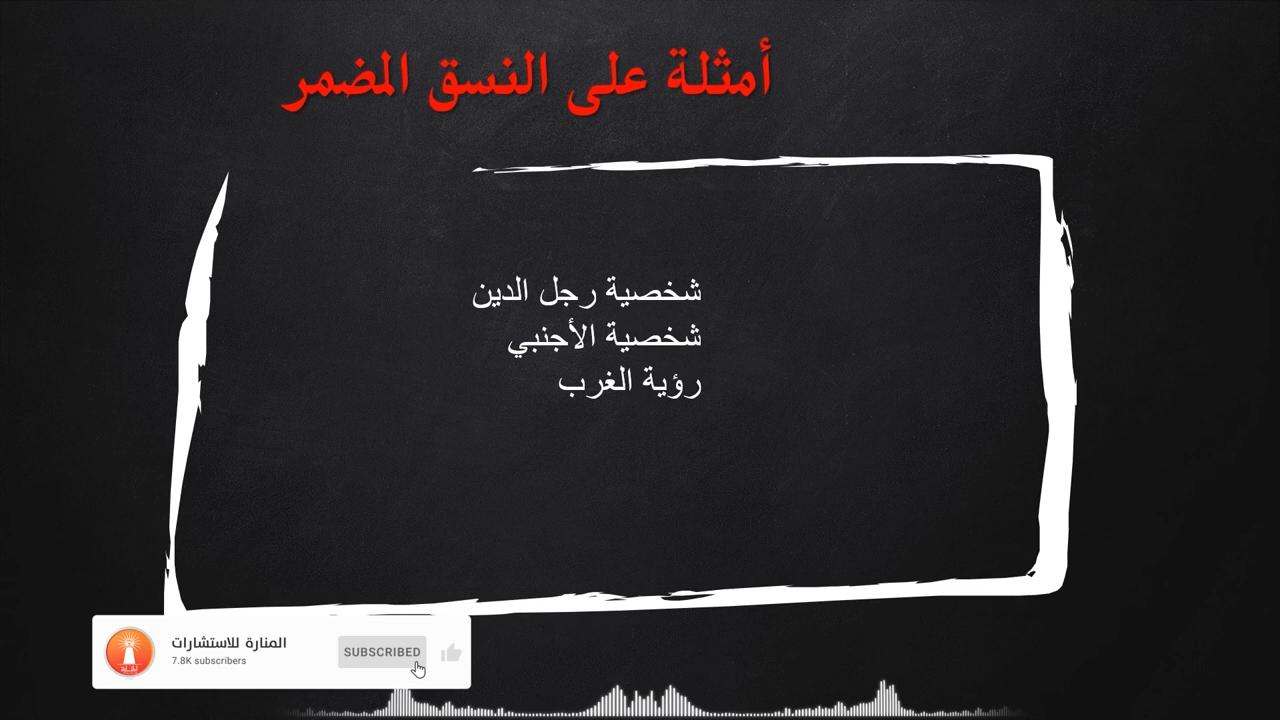 أمثلة على النسق المضمر
شخصية رجل الدين
شخصية الأجنبي
رؤية الغرب
المنارة للاستشارات
7.8K subscribers
SUBSCRIBED